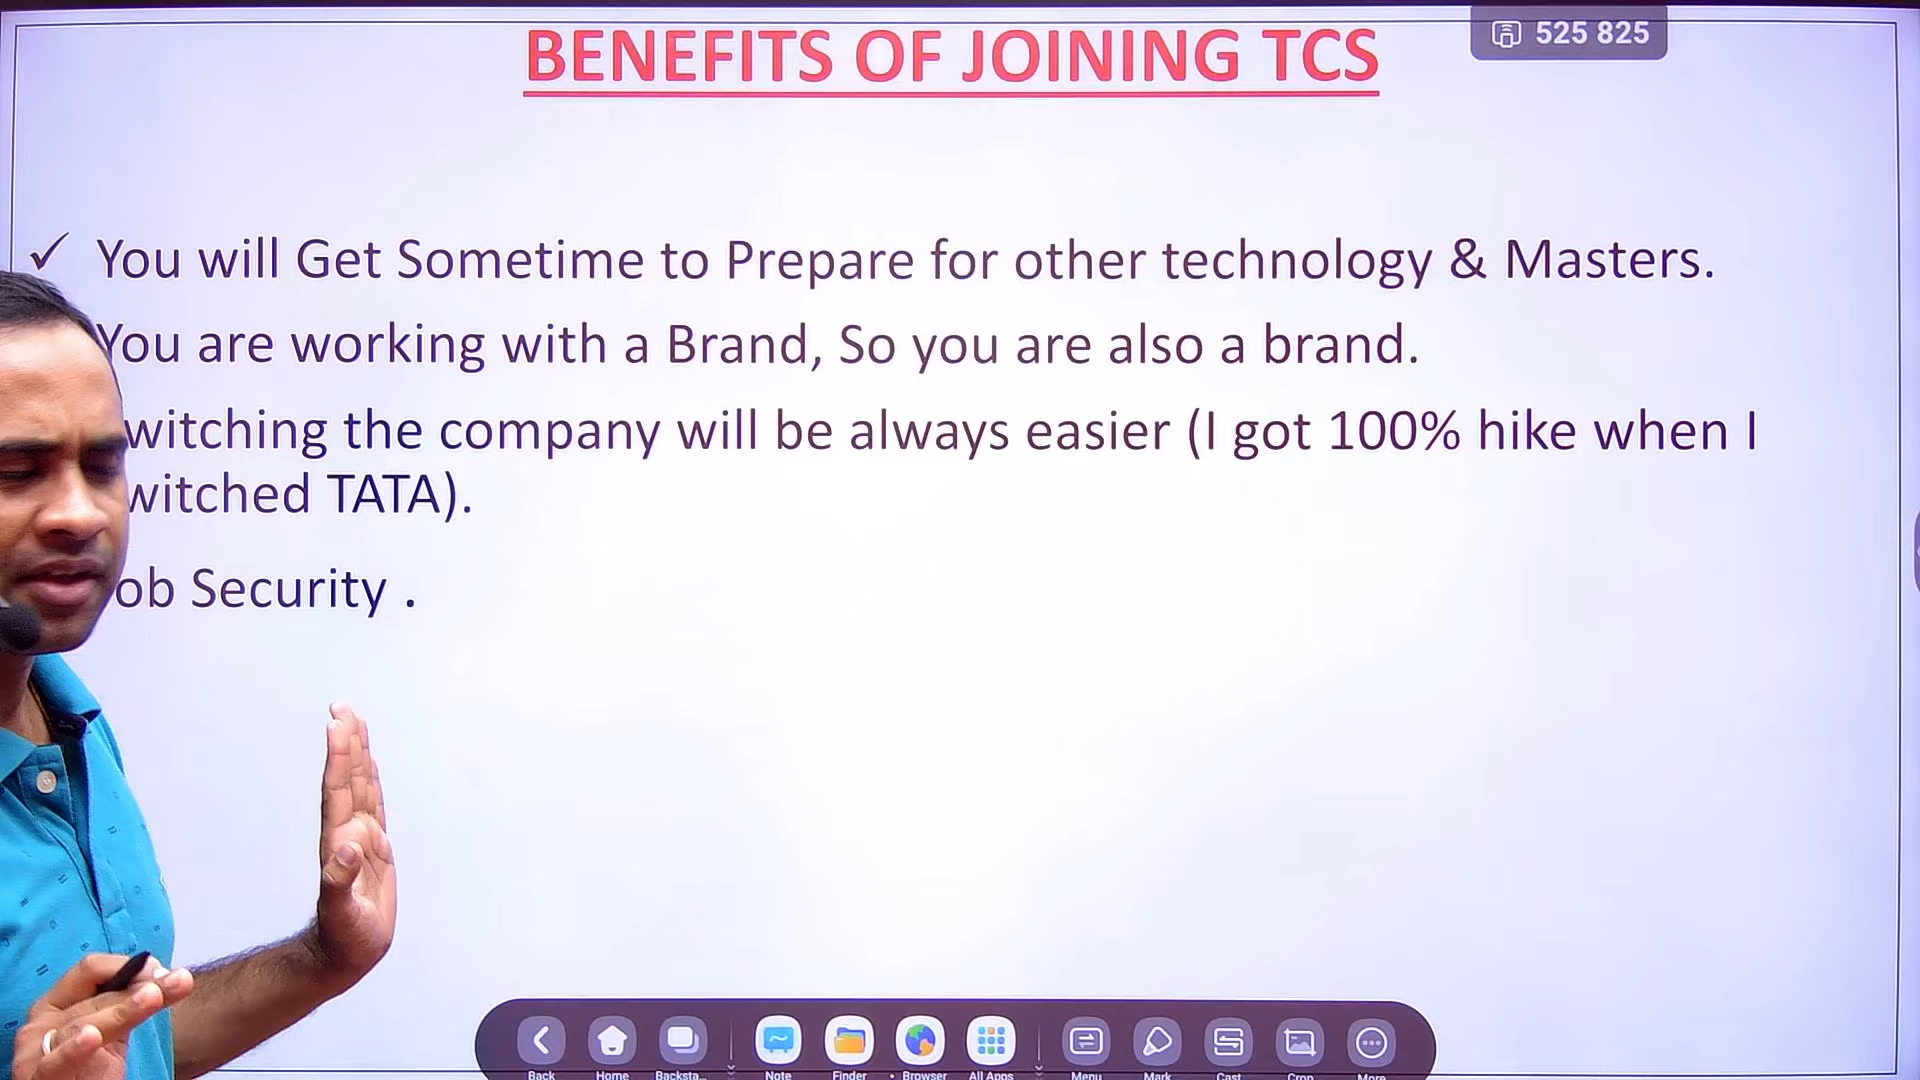 525 825
BENEFITS OF JOINING TCS
✓ You will Get Sometime to Prepare for other technology & Masters.
You are working with a Brand, So you are also a brand.
witching the company will be always easier (I got 100% hike when I
witched TATA).
ob Security .
Back Home Backsta... Note Finder • Browser All Apps Menu Mark Cast Crop More